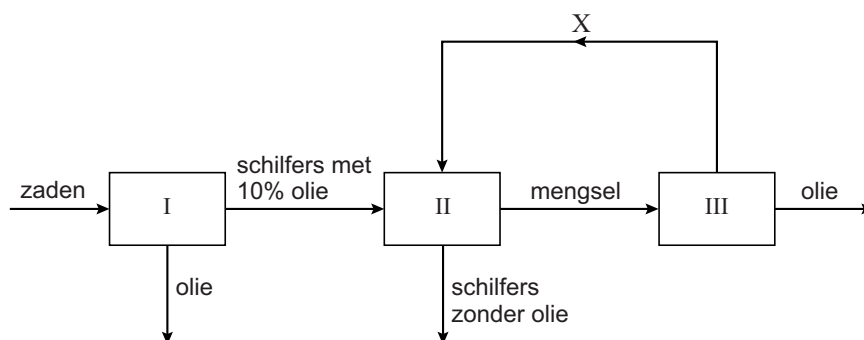 X
zaden
I
schilfers met
10% olie
II
mengsel
III
olie
olie
schilfers
zonder olie